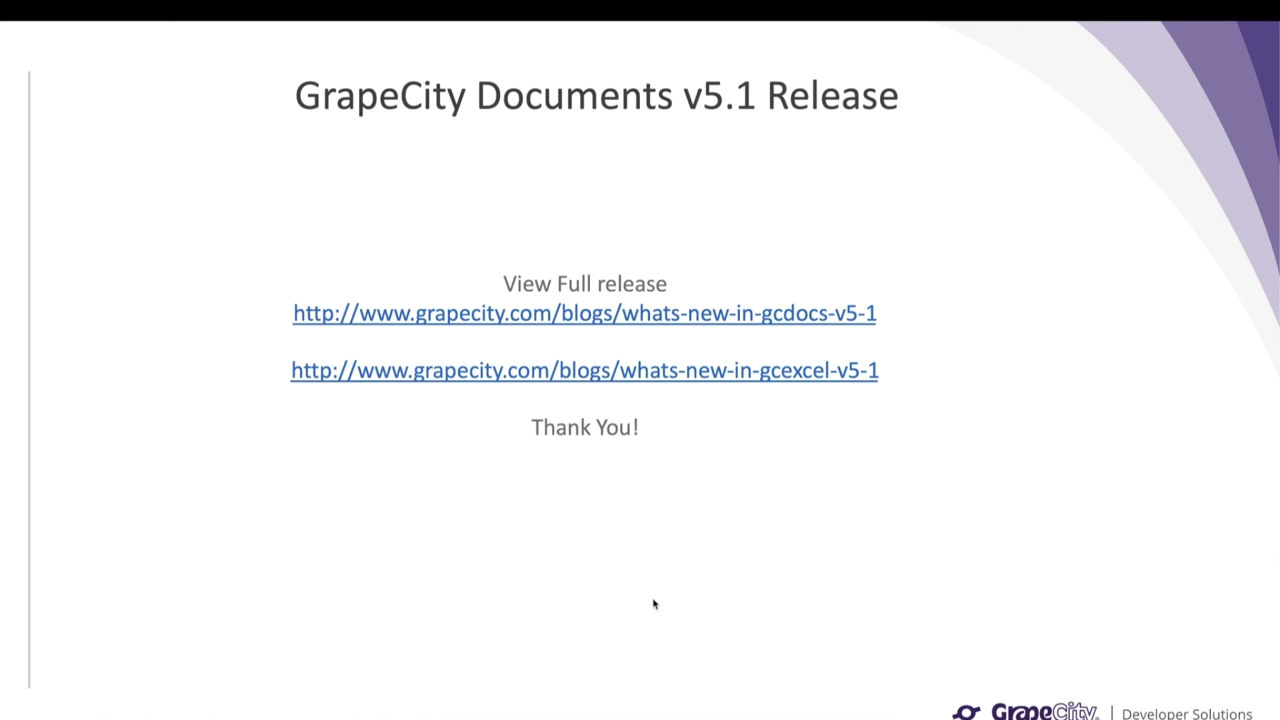 GrapeCity Documents v5.1 Release
View Full release
http://www.grapecity.com/blogs/whats-new-in-gcdocs-v5-1
http://www.grapecity.com/blogs/whats-new-in-gcexcel-v5-1
Thank You!
GrapeCity | Developer Solutions